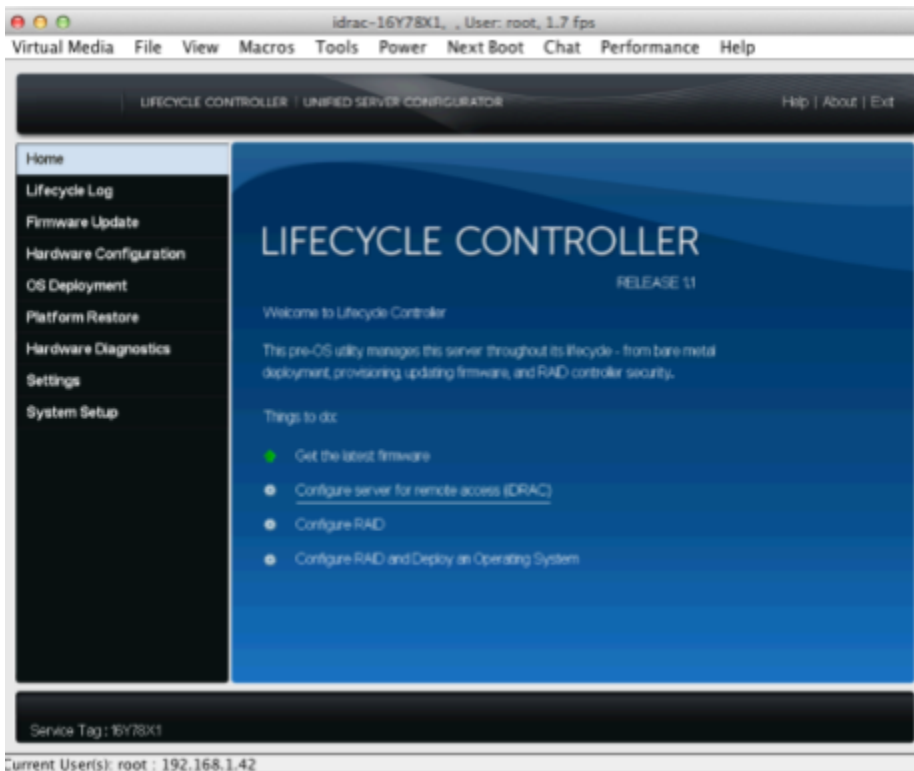 idrac-16Y78X1, , User: root, 1.7 fps
Virtual Media File View Macros Tools Power Next Boot Chat Performance Help
LIFECYCLE CONTROLLER | UNIFIED SERVER CONFIGURATOR
Help | About | Exit
Home
Lifecycle Log
Firmware Update
Hardware Configuration
OS Deployment
Platform Restore
Hardware Diagnostics
Settings
System Setup
LIFECYCLE CONTROLLER
RELEASE 1.1
Welcome to Lifecycle Controller
This pre-OS utility manages this server throughout its lifecycle - from bare metal
deployment, provisioning, updating firmware, and RAID controller security.
Things to do:
Get the latest firmware
Configure server for remote access (iDRAC)
Configure RAID
Configure RAID and Deploy an Operating System
Service Tag : 16Y78X1
Current User(s): root : 192.168.1.42